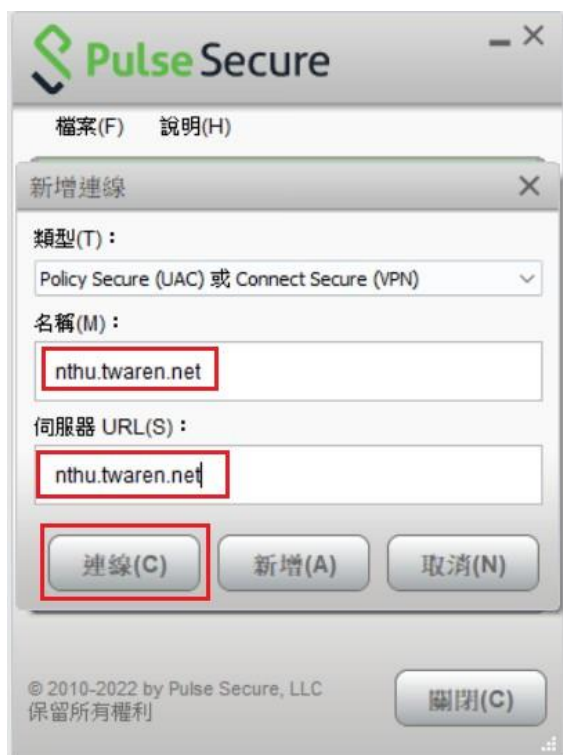 Pulse Secure
檔案(F) 說明(H)
新增連線
類型(T)：
Policy Secure (UAC) 或 Connect Secure (VPN)
名稱(M)：
nthu.twaren.net
伺服器 URL(S)：
nthu.twaren.net
連線(C) 新增(A) 取消(N)
© 2010-2022 by Pulse Secure, LLC
保留所有權利
關閉(C)